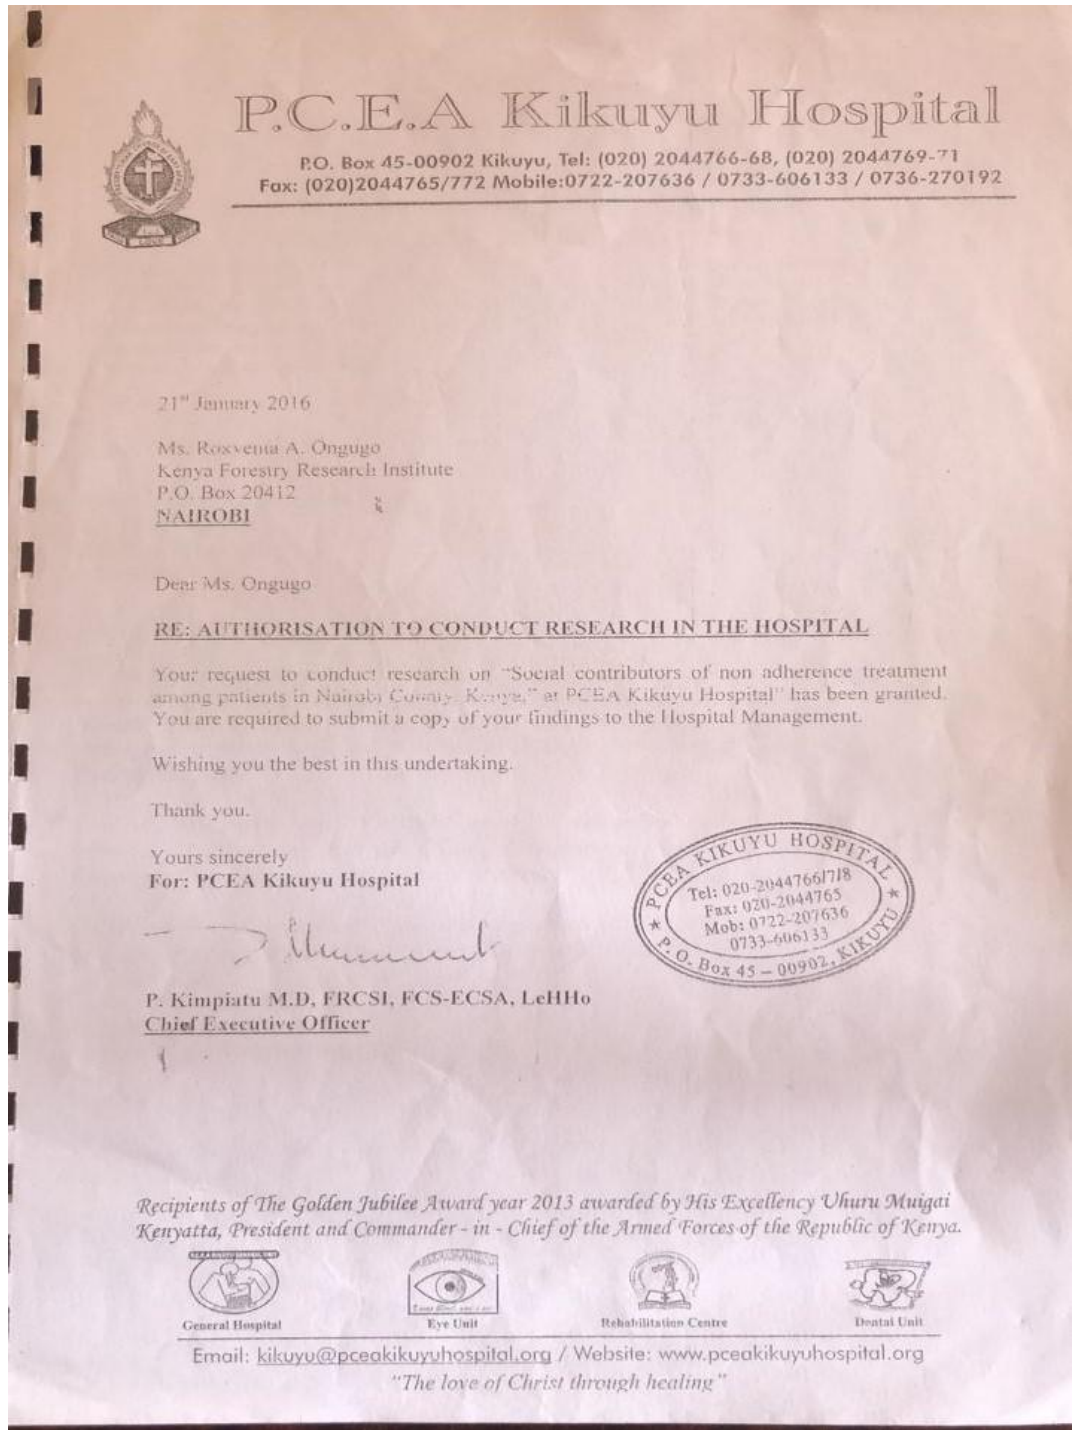 P.C.E.A Kikuyu Hospital
P.O. Box 45-00902 Kikuyu, Tel: (020) 2044766-68, (020) 2044769-71
Fax: (020)2044765/772 Mobile:0722-207636 / 0733-606133 / 0736-270192
21st January 2016
Ms. Roxventa A. Ongugo
Kenya Forestry Research Institute
P.O. Box 20412
NAIROBI
Dear Ms. Ongugo
RE: AUTHORISATION TO CONDUCT RESEARCH IN THE HOSPITAL
Your request to conduct research on "Social contributors of non adherence treatment
among patients in Nairobi County, Kenya," at PCEA Kikuyu Hospital" has been granted.
You are required to submit a copy of your findings to the Hospital Management.
Wishing you the best in this undertaking.
Thank you.
Yours sincerely
For: PCEA Kikuyu Hospital
★ PCEA KIKUYU HOSPITAL ★
Tel: 020-2044766/7/8
Fax: 020-2044765
Mob: 0722-207636
0733-606133
P. O. Box 45 – 00902, KIKUYU
P. Kimpiatu M.D, FRCSI, FCS-ECSA, LeHHo
Chief Executive Officer
Recipients of The Golden Jubilee Award year 2013 awarded by His Excellency Uhuru Muigai
Kenyatta, President and Commander - in - Chief of the Armed Forces of the Republic of Kenya.
General Hospital
Eye Unit
Rehabilitation Centre
Dental Unit
Email: kikuyu@pceakikuyuhospital.org / Website: www.pceakikuyuhospital.org
"The love of Christ through healing"